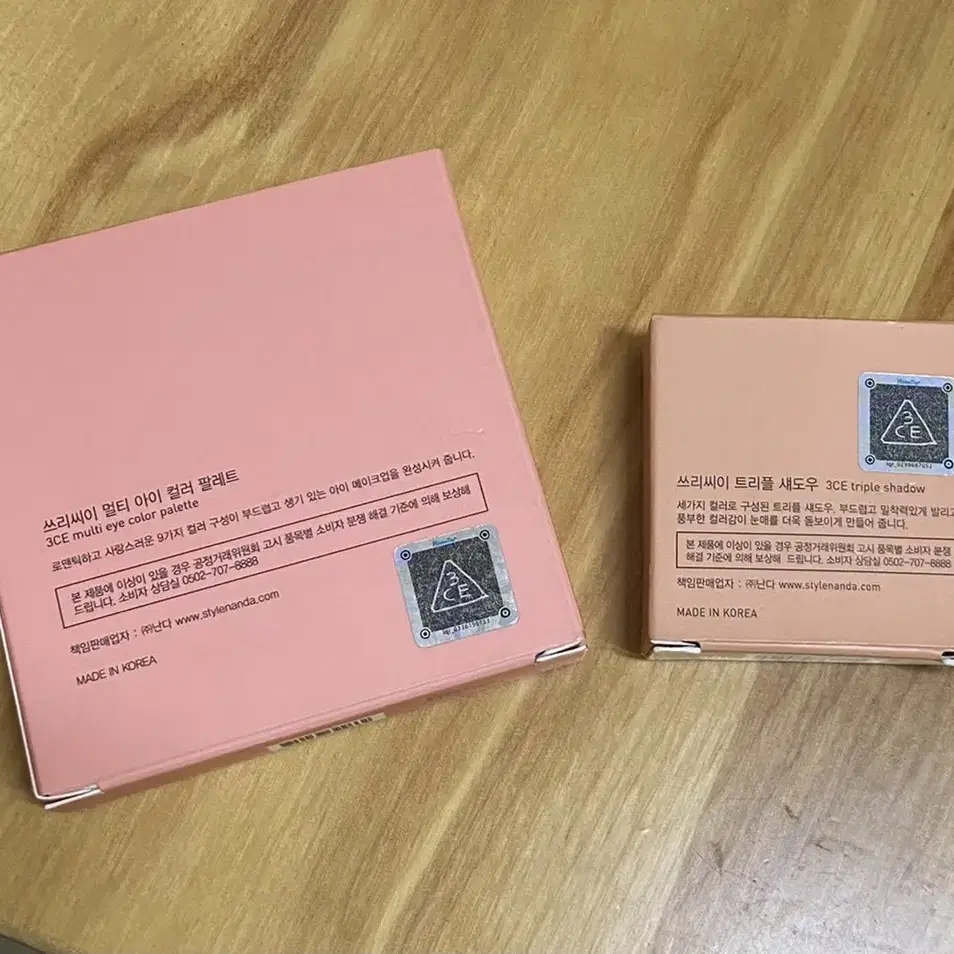 쓰리씨이 멀티 아이 컬러 팔레트
3CE multi eye color palette
로맨틱하고 사랑스러운 9가지 컬러 구성이 부드럽고 생기 있는 아이 메이크업을 완성시켜 줍니다.
본 제품에 이상이 있을 경우 공정거래위원회 고시 품목별 소비자 분쟁 해결 기준에 의해 보상해
드립니다. 소비자 상담실 0502-707-8888
책임판매업자 : ㈜난다 www.stylenanda.com
MADE IN KOREA
3
CE
쓰리씨이 트리플 섀도우 3CE triple shadow
세가지 컬러로 구성된 트리플 섀도우, 부드럽고 밀착력있게 발리고
풍부한 컬러감이 눈매를 더욱 돋보이게 만들어 줍니다.
본 제품에 이상이 있을 경우 공정거래위원회 고시 품목별 소비자 분쟁
해결 기준에 의해 보상해 드립니다. 소비자 상담실 0502-707-8888
책임판매업자 : ㈜난다 www.stylenanda.com
MADE IN KOREA
3
CE